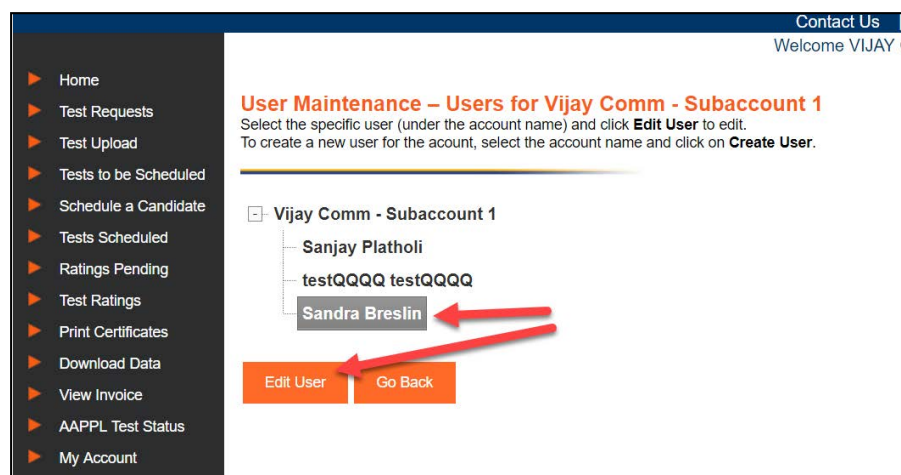 Contact Us
Welcome VIJAY
Home
Test Requests
Test Upload
Tests to be Scheduled
Schedule a Candidate
Tests Scheduled
Ratings Pending
Test Ratings
Print Certificates
Download Data
View Invoice
AAPPL Test Status
My Account
User Maintenance – Users for Vijay Comm - Subaccount 1
Select the specific user (under the account name) and click Edit User to edit.
To create a new user for the acount, select the account name and click on Create User.
Vijay Comm - Subaccount 1
Sanjay Platholi
testQQQQ testQQQQ
Sandra Breslin
Edit User
Go Back